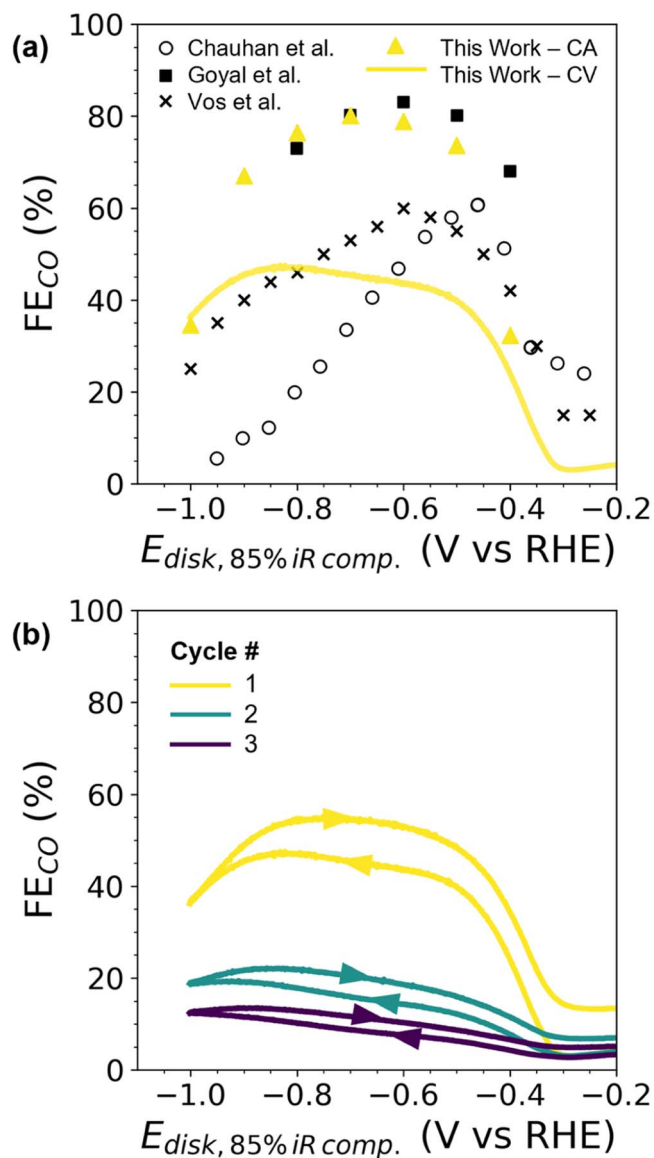 (a)
100
80
60
40
20
0
FE_CO (%)
Chauhan et al.
Goyal et al.
Vos et al.
This Work – CA
This Work – CV
−1.0 −0.8 −0.6 −0.4 −0.2
E_disk, 85% iR comp. (V vs RHE)
(b)
100
80
60
40
20
0
FE_CO (%)
Cycle #
1
2
3
−1.0 −0.8 −0.6 −0.4 −0.2
E_disk, 85% iR comp. (V vs RHE)